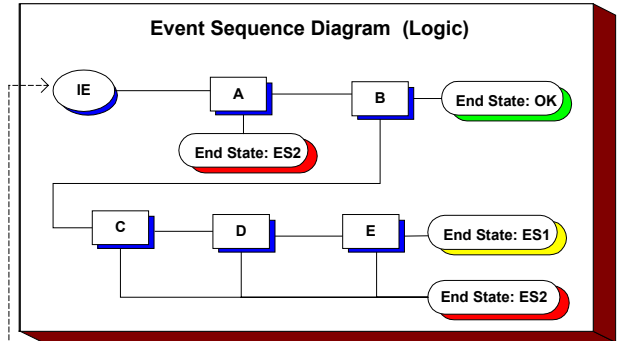 Event Sequence Diagram (Logic)
IE
A
B
End State: OK
End State: ES2
C
D
E
End State: ES1
End State: ES2